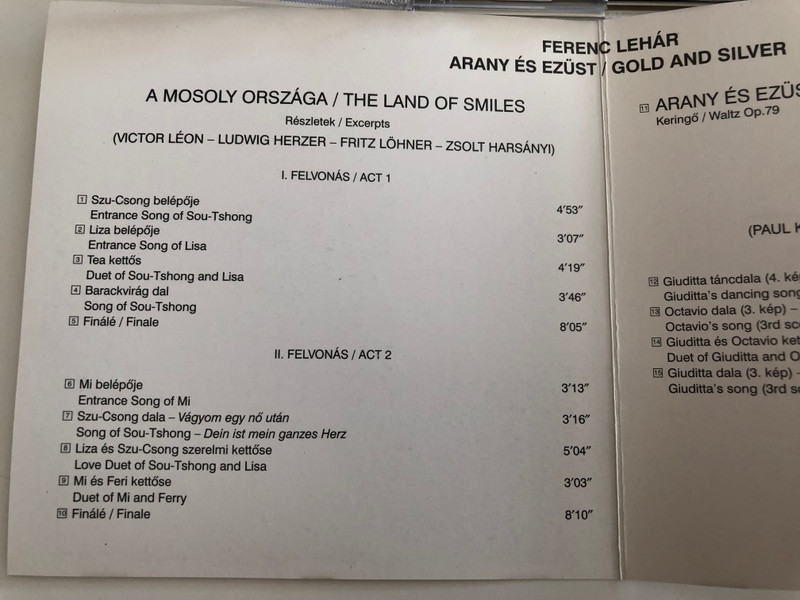 FERENC LEHÁR
ARANY ÉS EZÜST / GOLD AND SILVER
A MOSOLY ORSZÁGA / THE LAND OF SMILES
Részletek / Excerpts
(VICTOR LÉON – LUDWIG HERZER – FRITZ LÖHNER – ZSOLT HARSÁNYI)
I. FELVONÁS / ACT 1
1 Szu-Csong belépője
Entrance Song of Sou-Tshong 4'53"
2 Liza belépője
Entrance Song of Lisa 3'07"
3 Tea kettős
Duet of Sou-Tshong and Lisa 4'19"
4 Barackvirág dal
Song of Sou-Tshong 3'46"
5 Finálé / Finale 8'05"
II. FELVONÁS / ACT 2
6 Mi belépője
Entrance Song of Mi 3'13"
7 Szu-Csong dala – Vágyom egy nő után
Song of Sou-Tshong – Dein ist mein ganzes Herz 3'16"
8 Liza és Szu-Csong szerelmi kettőse
Love Duet of Sou-Tshong and Lisa 5'04"
9 Mi és Feri kettőse
Duet of Mi and Ferry 3'03"
10 Finálé / Finale 8'10"
11 ARANY ÉS
Keringő / Waltz Op.79
(PAUL
12 Giuditta táncdala (4.
Giuditta's dancing song
13 Octavio dala (3. kép) –
Octavio's song (3rd
14 Giuditta és Octavio
Duet of Giuditta and
15 Giuditta dala (3. kép) –
Giuditta's song (3rd